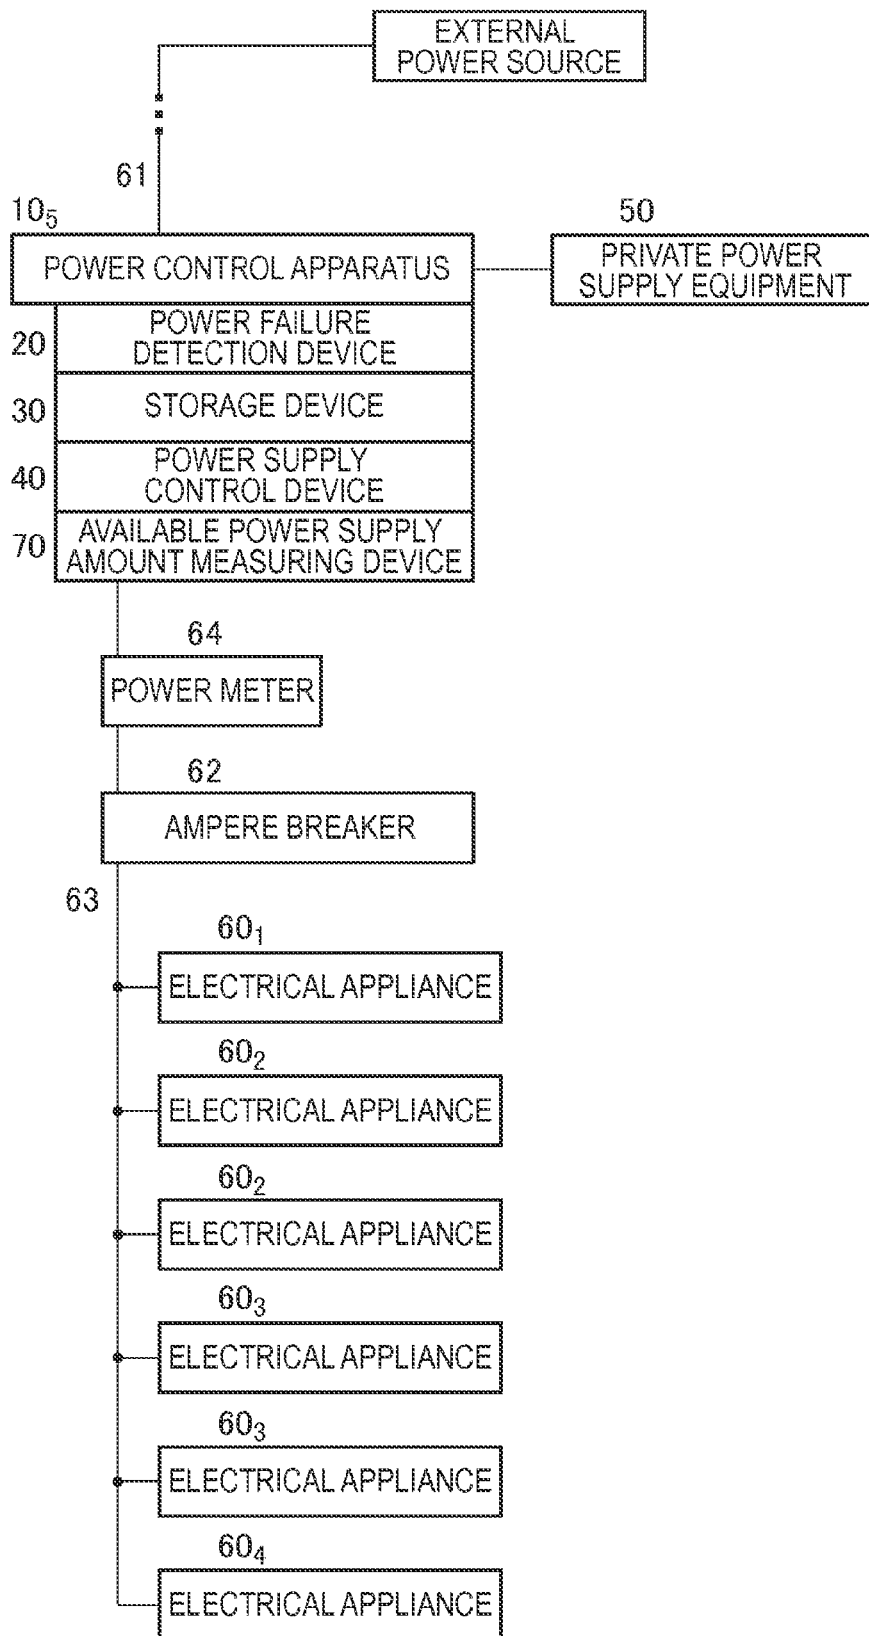 EXTERNAL
POWER SOURCE
61
10₅
50
POWER CONTROL APPARATUS
PRIVATE POWER
SUPPLY EQUIPMENT
20
POWER FAILURE
DETECTION DEVICE
30
STORAGE DEVICE
40
POWER SUPPLY
CONTROL DEVICE
70
AVAILABLE POWER SUPPLY
AMOUNT MEASURING DEVICE
64
POWER METER
62
AMPERE BREAKER
63
60₁
ELECTRICAL APPLIANCE
60₂
ELECTRICAL APPLIANCE
60₂
ELECTRICAL APPLIANCE
60₃
ELECTRICAL APPLIANCE
60₃
ELECTRICAL APPLIANCE
60₄
ELECTRICAL APPLIANCE